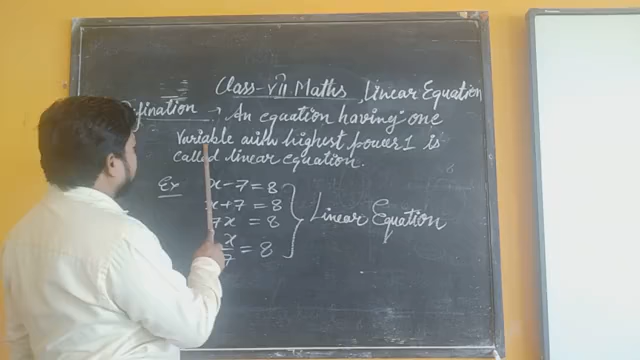 Class-VII Maths, Linear Equation
Defination → An equation having one
Variable with highest power 1 is
called linear equation.
Ex x - 7 = 8
x + 7 = 8
7x = 8
x/7 = 8
Linear Equation